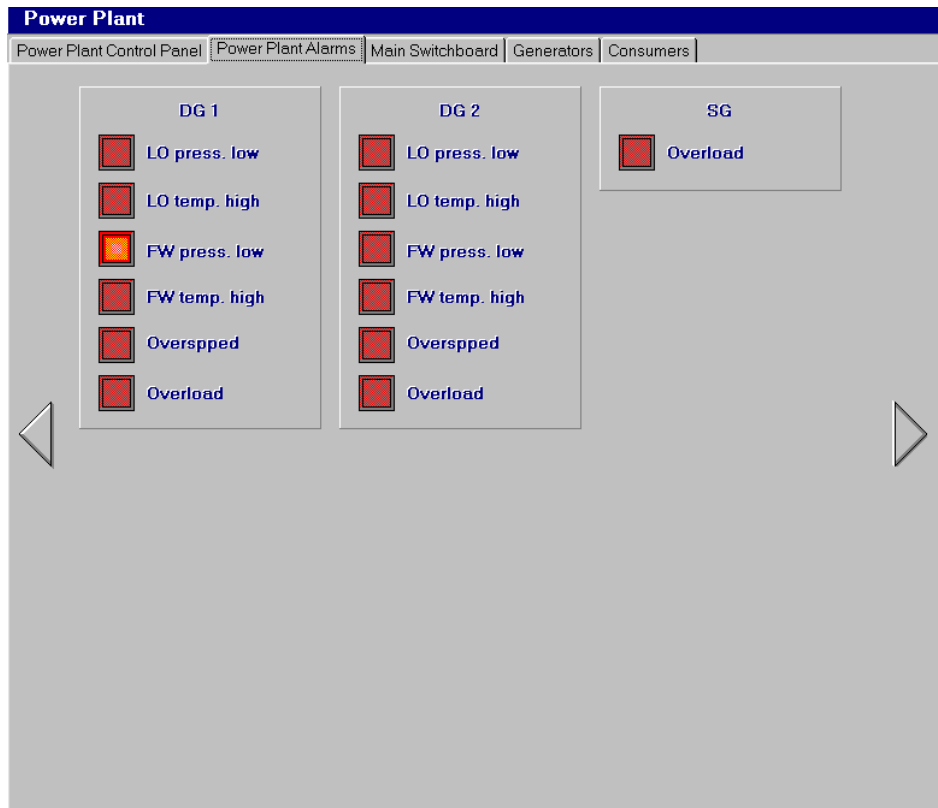 Power Plant
Power Plant Control Panel
Power Plant Alarms
Main Switchboard
Generators
Consumers
DG 1
LO press. low
LO temp. high
FW press. low
FW temp. high
Overspped
Overload
DG 2
LO press. low
LO temp. high
FW press. low
FW temp. high
Overspped
Overload
SG
Overload